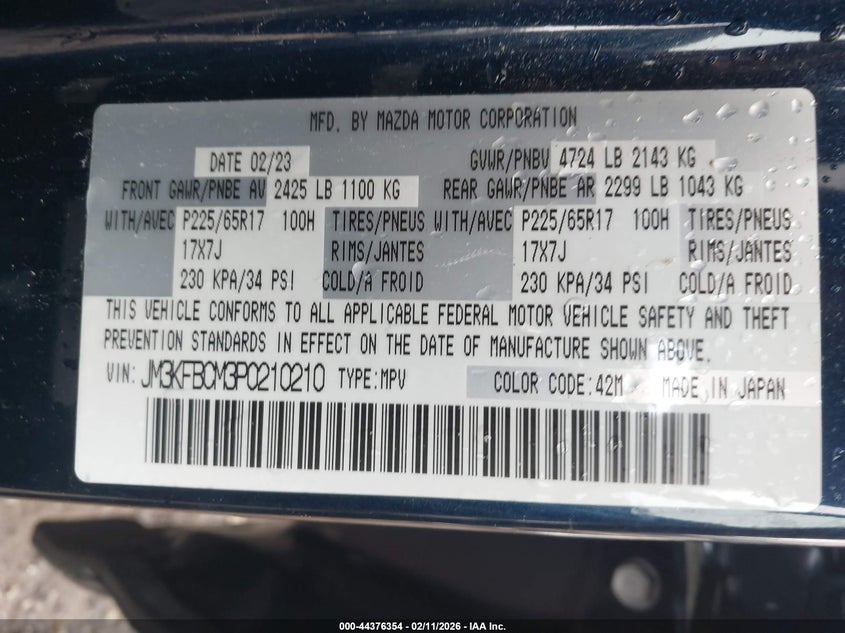 MFD. BY MAZDA MOTOR CORPORATION
DATE 02/23 GVWR/PNBV 4724 LB 2143 KG
FRONT GAWR/PNBE AV 2425 LB 1100 KG REAR GAWR/PNBE AR 2299 LB 1043 KG
WITH/AVEC P225/65R17 100H TIRES/PNEUS WITH/AVEC P225/65R17 100H TIRES/PNEUS
17X7J RIMS/JANTES 17X7J RIMS/JANTES
230 KPA/34 PSI COLD/A FROID 230 KPA/34 PSI COLD/A FROID
THIS VEHICLE CONFORMS TO ALL APPLICABLE FEDERAL MOTOR VEHICLE SAFETY AND THEFT
PREVENTION STANDARDS IN EFFECT ON THE DATE OF MANUFACTURE SHOWN ABOVE.
VIN: JM3KFBCM3P0210210 TYPE:MPV COLOR CODE:42M MADE IN JAPAN
000-44376354 - 02/11/2026 - IAA Inc.